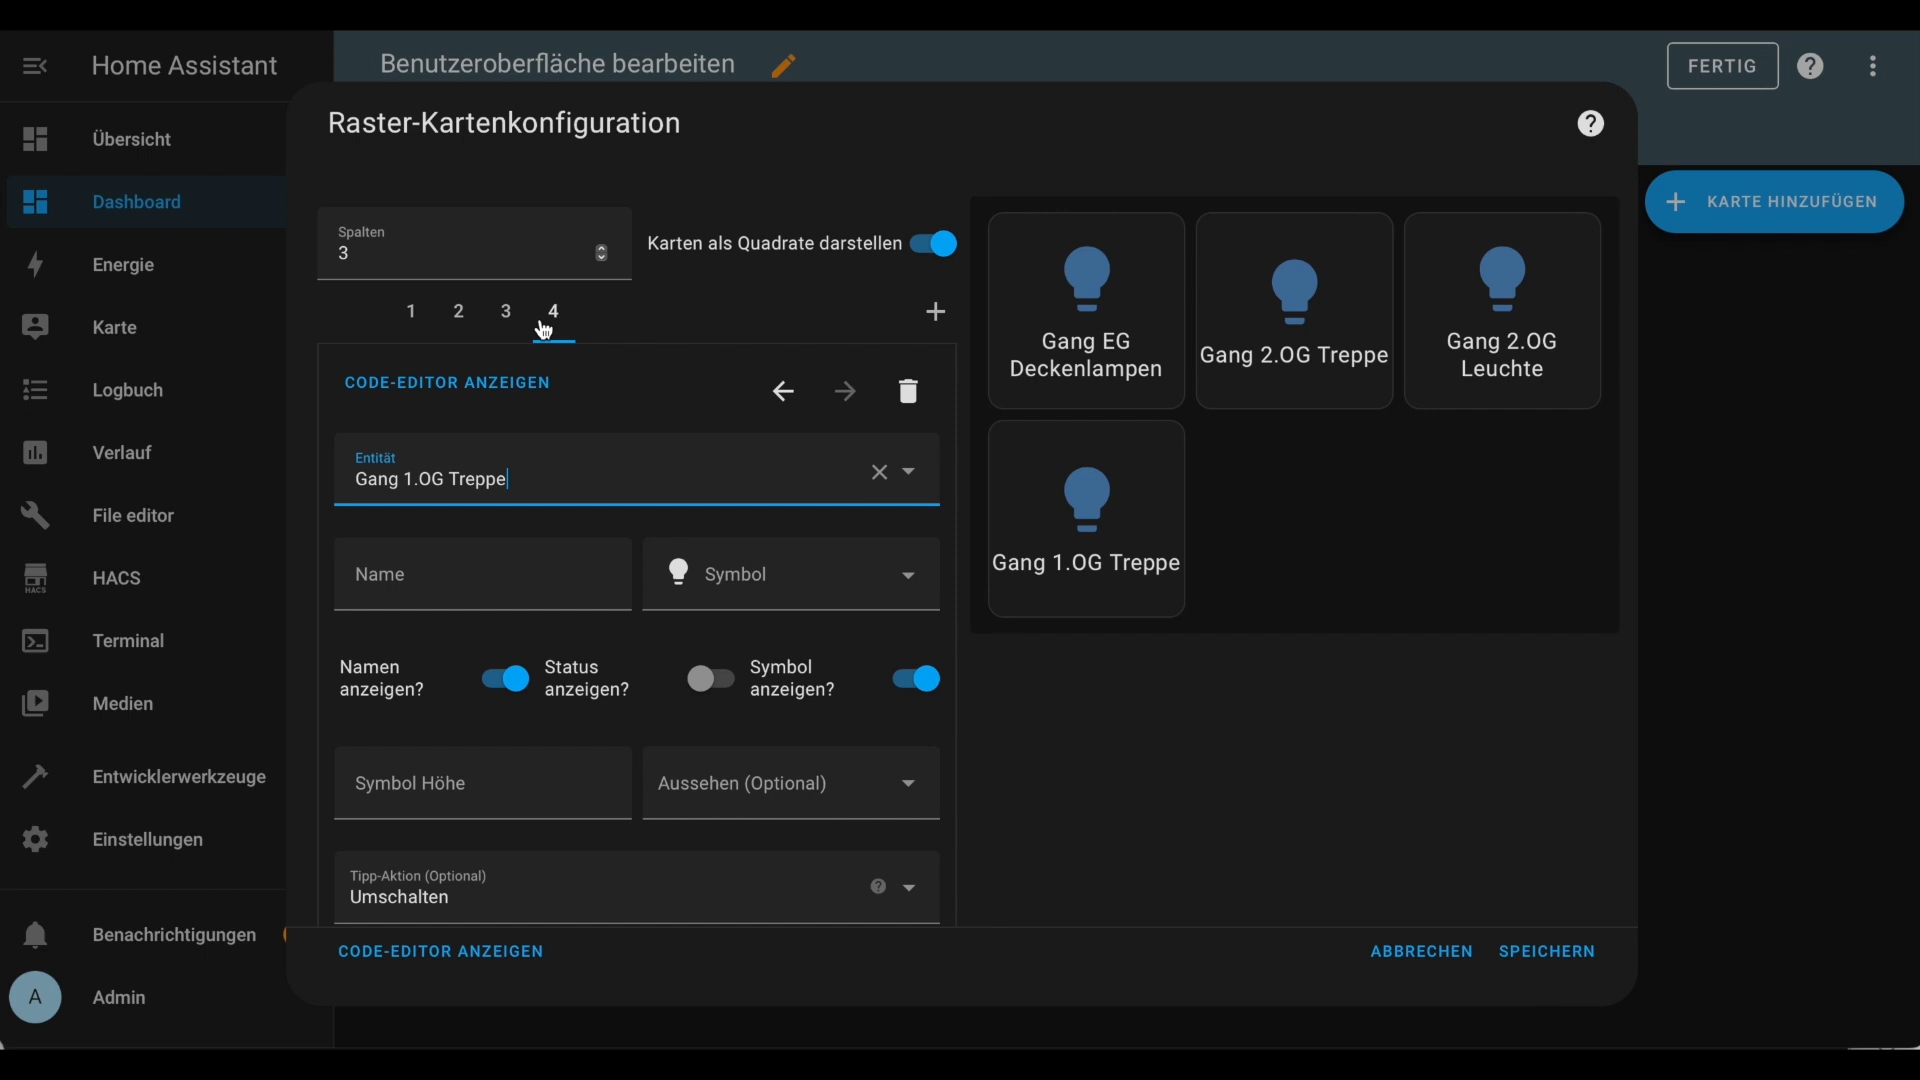 Home Assistant
Benutzeroberfläche bearbeiten
FERTIG
Raster-Kartenkonfiguration
Übersicht
Dashboard
Energie
Karte
Logbuch
Verlauf
File editor
HACS
HACS
Terminal
Medien
Entwicklerwerkzeuge
Einstellungen
Benachrichtigungen
A
Admin
KARTE HINZUFÜGEN
Spalten
3
Karten als Quadrate darstellen
1 2 3 4
CODE-EDITOR ANZEIGEN
Entität
Gang 1.OG Treppe
Name
Symbol
Namen anzeigen?
Status anzeigen?
Symbol anzeigen?
Symbol Höhe
Aussehen (Optional)
Tipp-Aktion (Optional)
Umschalten
Gang EG
Deckenlampen
Gang 2.OG Treppe
Gang 2.OG
Leuchte
Gang 1.OG Treppe
CODE-EDITOR ANZEIGEN
ABBRECHEN
SPEICHERN